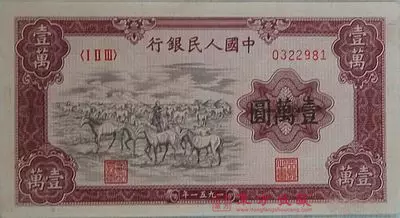 壹萬
壹萬
行銀民人國中
〈I II III〉
0322981
圓萬壹
年一五九一
萬壹
萬壹